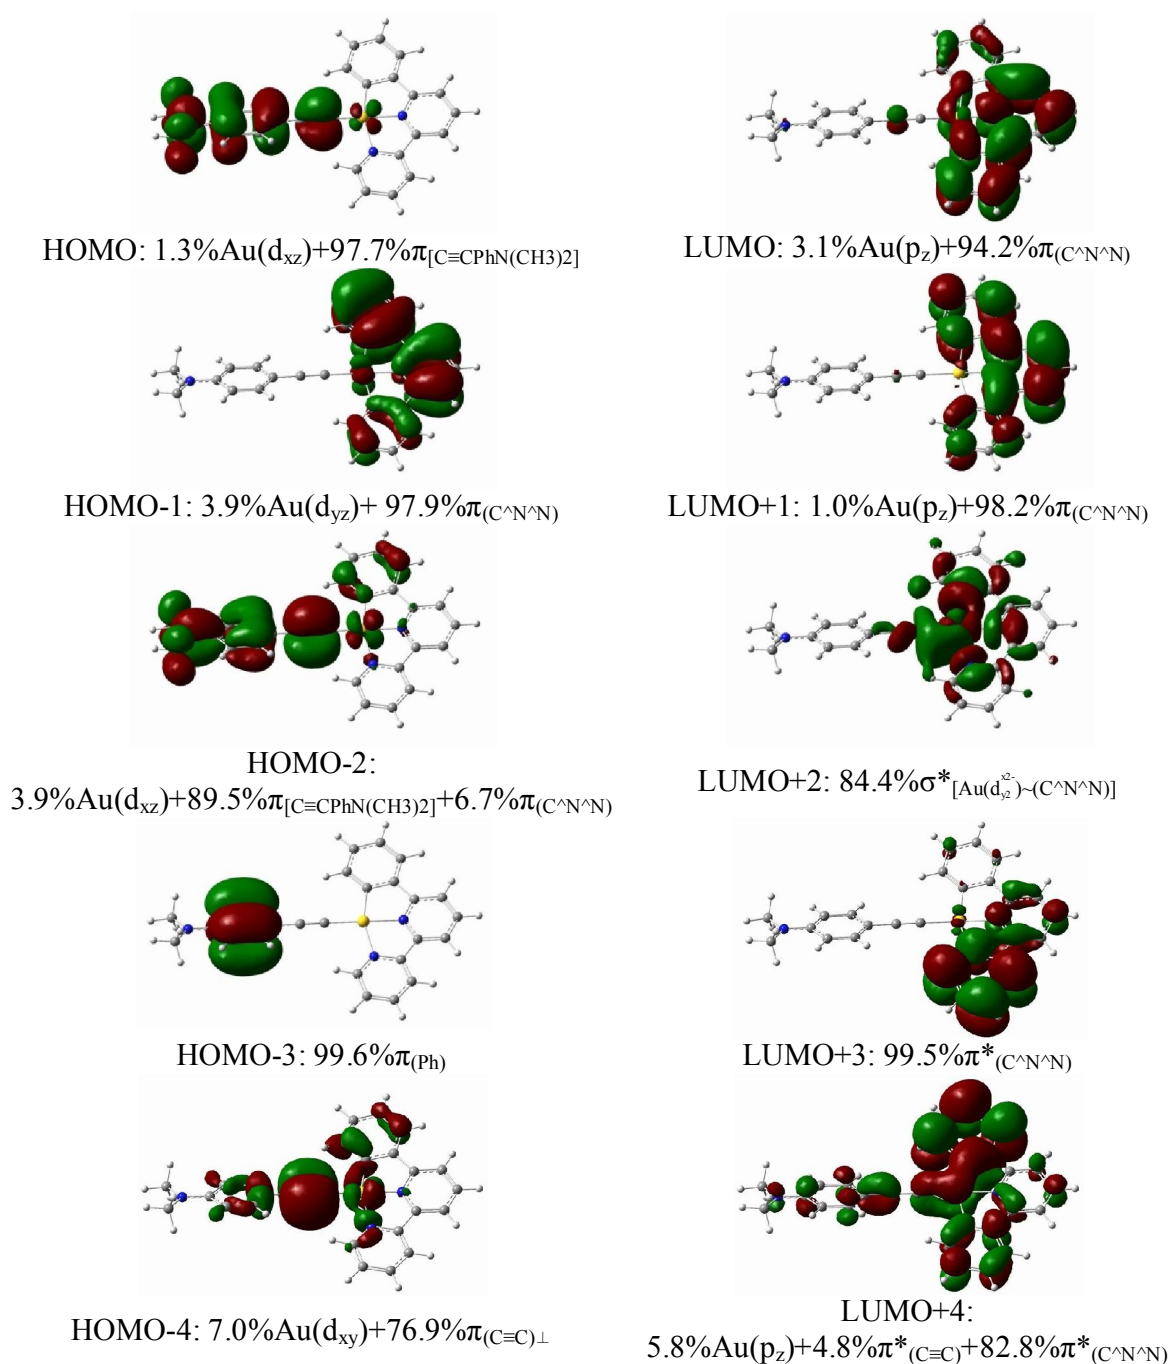 HOMO: 1.3%Au(dxz)+97.7%π[C≡CPhN(CH3)2]
LUMO: 3.1%Au(pz)+94.2%π(C^N^N)
HOMO-1: 3.9%Au(dyz)+ 97.9%π(C^N^N)
LUMO+1: 1.0%Au(pz)+98.2%π(C^N^N)
HOMO-2:
3.9%Au(dxz)+89.5%π[C≡CPhN(CH3)2]+6.7%π(C^N^N)
LUMO+2: 84.4%σ*[Au(dx2-y2)~(C^N^N)]
HOMO-3: 99.6%π(Ph)
LUMO+3: 99.5%π*(C^N^N)
HOMO-4: 7.0%Au(dxy)+76.9%π(C≡C)⊥
LUMO+4:
5.8%Au(pz)+4.8%π*(C≡C)+82.8%π*(C^N^N)